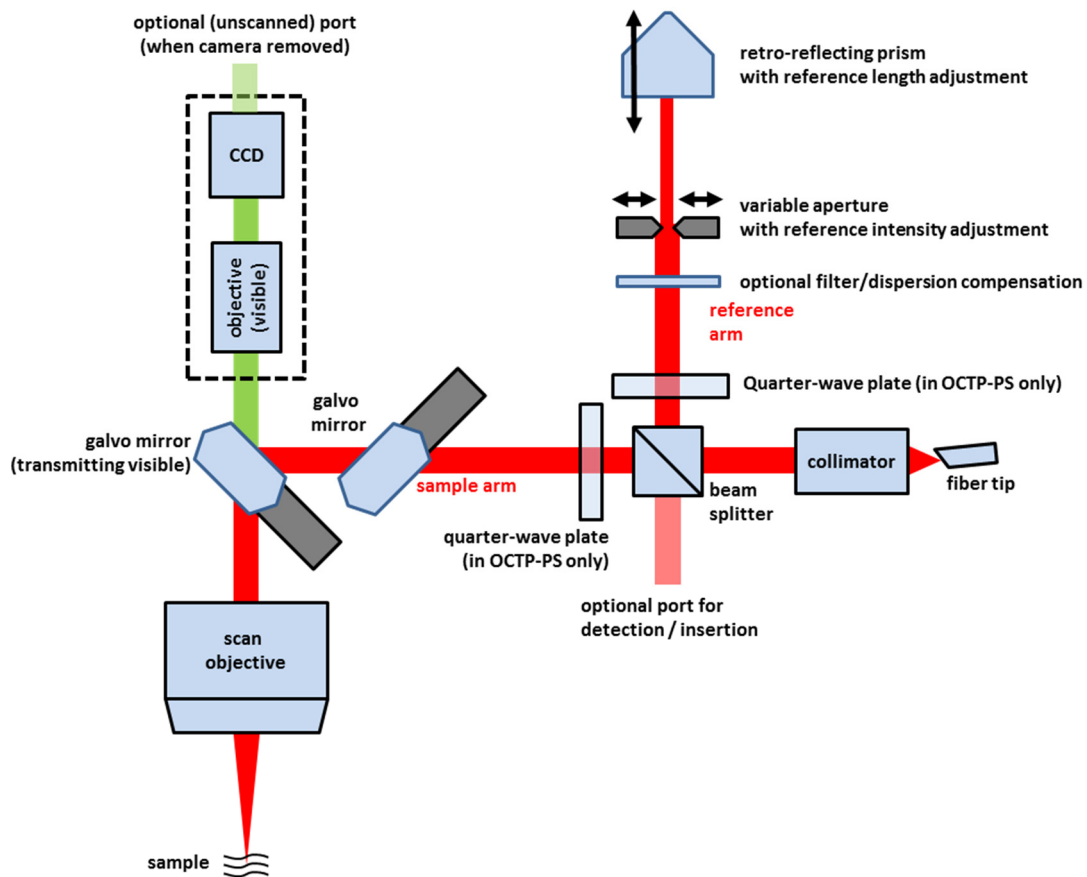 optional (unscanned) port
(when camera removed)
CCD
objective
(visible)
galvo mirror
(transmitting visible)
galvo
mirror
sample arm
scan
objective
sample
retro-reflecting prism
with reference length adjustment
variable aperture
with reference intensity adjustment
optional filter/dispersion compensation
reference
arm
Quarter-wave plate (in OCTP-PS only)
quarter-wave plate
(in OCTP-PS only)
beam
splitter
collimator
fiber tip
optional port for
detection / insertion